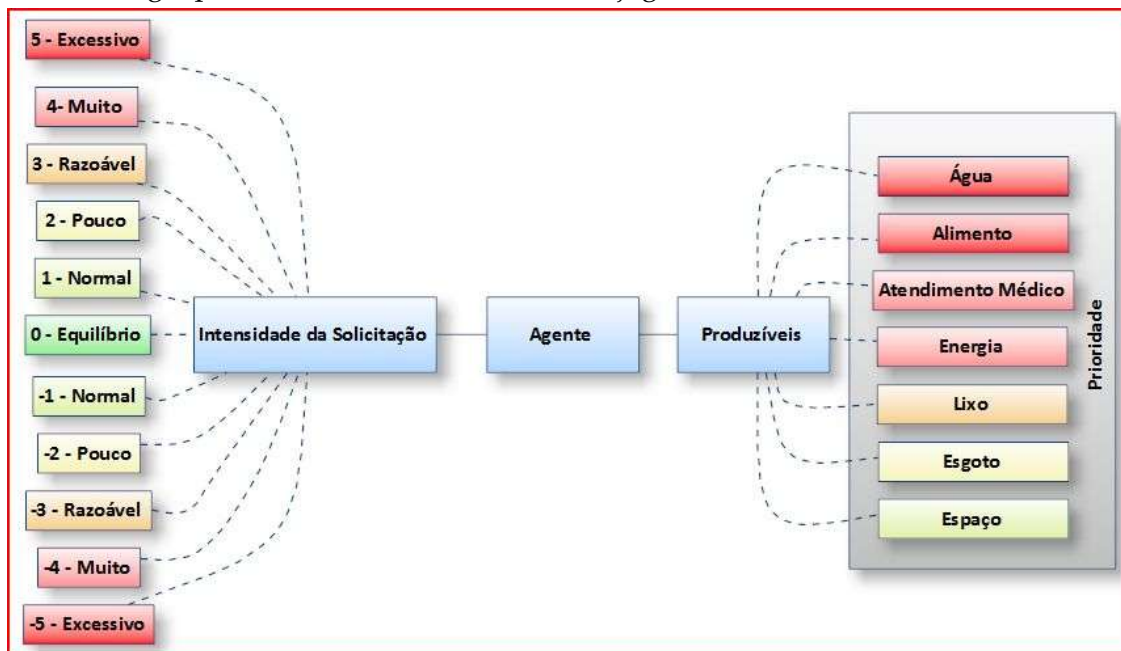 5 - Excessivo
4- Muito
3 - Razoável
2 - Pouco
1 - Normal
0 - Equilíbrio
-1 - Normal
-2 - Pouco
-3 - Razoável
-4 - Muito
-5 - Excessivo
Intensidade da Solicitação
Agente
Produzíveis
Água
Alimento
Atendimento Médico
Energia
Lixo
Esgoto
Espaço
Prioridade